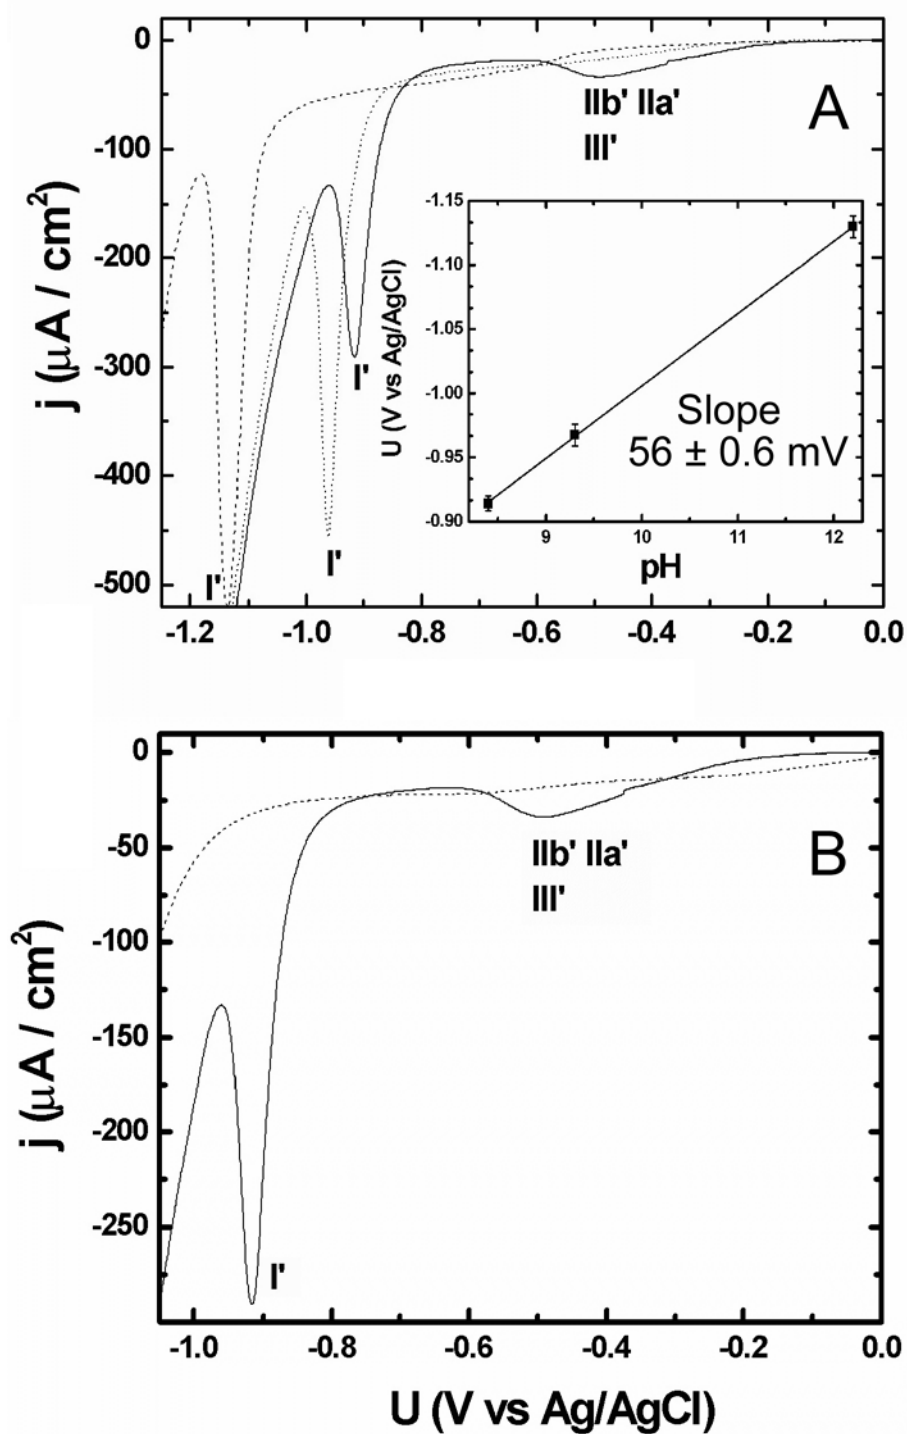 0
-100
-200
-300
-400
-500
j (μA / cm²)
A
IIb' IIa'
III'
I'
I'
I'
-1.15
-1.10
-1.05
-1.00
-0.95
-0.90
U (V vs Ag/AgCl)
Slope
56 ± 0.6 mV
9 10 11 12
pH
-1.2 -1.0 -0.8 -0.6 -0.4 -0.2 0.0
0
-50
-100
-150
-200
-250
j (μA / cm²)
B
IIb' IIa'
III'
I'
-1.0 -0.8 -0.6 -0.4 -0.2 0.0
U (V vs Ag/AgCl)